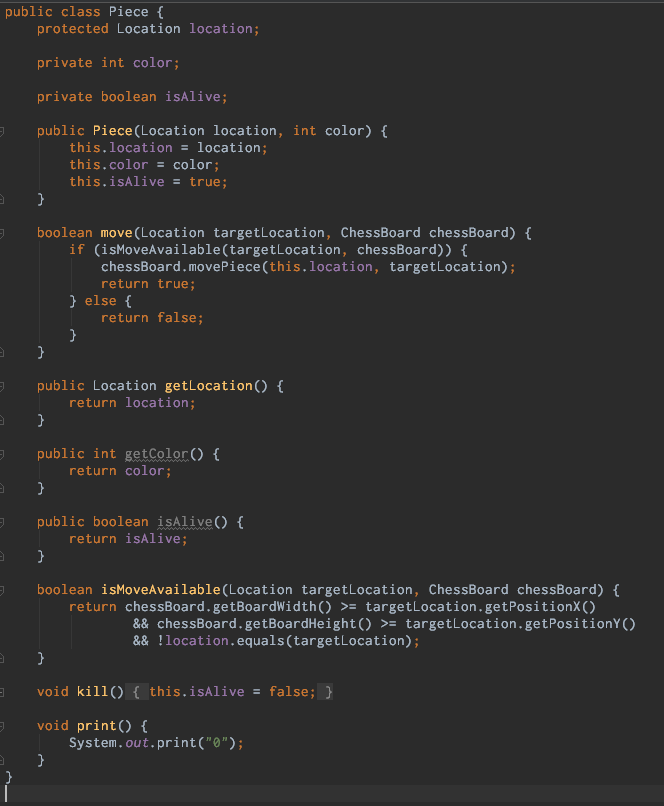 public class Piece {
    protected Location location;

    private int color;

    private boolean isAlive;

    public Piece(Location location, int color) {
        this.location = location;
        this.color = color;
        this.isAlive = true;
    }

    boolean move(Location targetLocation, ChessBoard chessBoard) {
        if (isMoveAvailable(targetLocation, chessBoard)) {
            chessBoard.movePiece(this.location, targetLocation);
            return true;
        } else {
            return false;
        }
    }

    public Location getLocation() {
        return location;
    }

    public int getColor() {
        return color;
    }

    public boolean isAlive() {
        return isAlive;
    }

    boolean isMoveAvailable(Location targetLocation, ChessBoard chessBoard) {
        return chessBoard.getBoardWidth() >= targetLocation.getPositionX()
                && chessBoard.getBoardHeight() >= targetLocation.getPositionY()
                && !location.equals(targetLocation);
    }

    void kill() { this.isAlive = false; }

    void print() {
        System.out.print("0");
    }
}